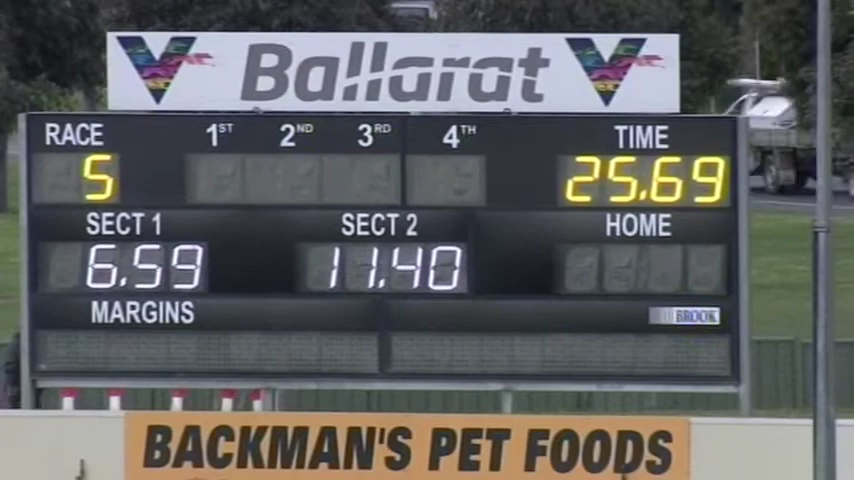 Ballarat
RACE 1ST 2ND 3RD 4TH TIME
5 25.69
SECT 1 SECT 2 HOME
6.59 11.40
MARGINS BROOK
BACKMAN'S PET FOODS